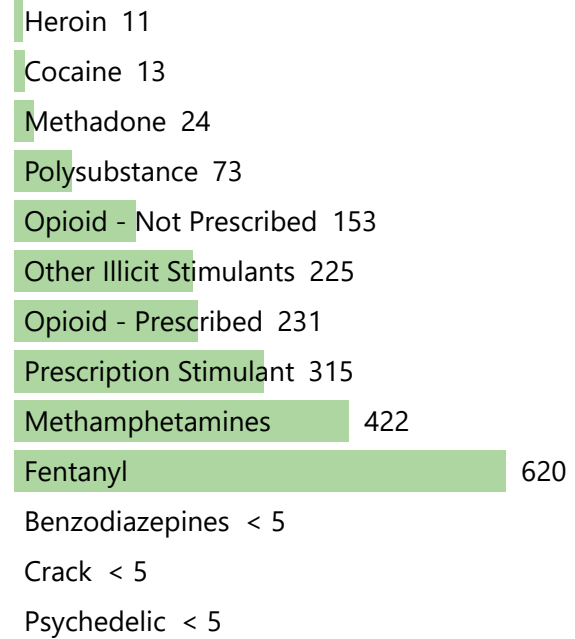 Heroin 11
Cocaine 13
Methadone 24
Polysubstance 73
Opioid - Not Prescribed 153
Other Illicit Stimulants 225
Opioid - Prescribed 231
Prescription Stimulant 315
Methamphetamines 422
Fentanyl 620
Benzodiazepines < 5
Crack < 5
Psychedelic < 5